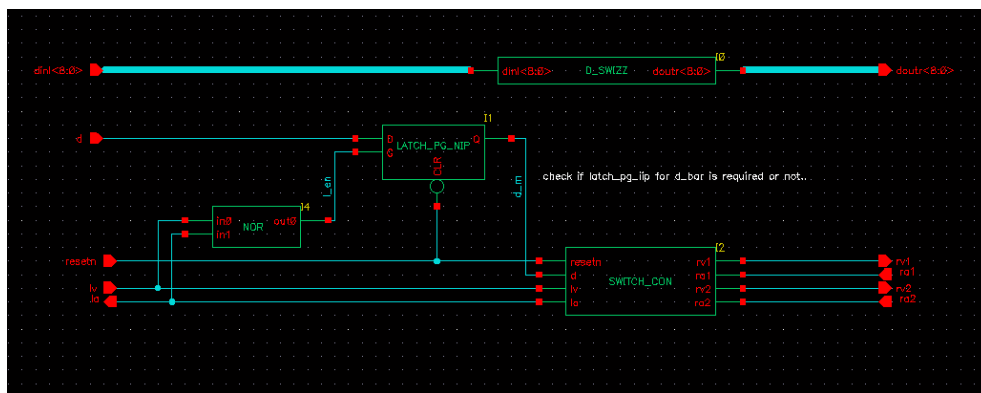 I0
dinl<8:0>
dinl<8:0> D_SWIZZ doutr<8:0>
doutr<8:0>
I1
d
D LATCH_PG_NIP Q
G
CLR
check if latch_pg_iip for d_bar is required or not..
l_en
d_m
I4
in0 NOR out0
in1
I2
resetn
resetn rv1
rv1
d SWITCH_CON ra1
ra1
lv
lv rv2
rv2
la
la ra2
ra2